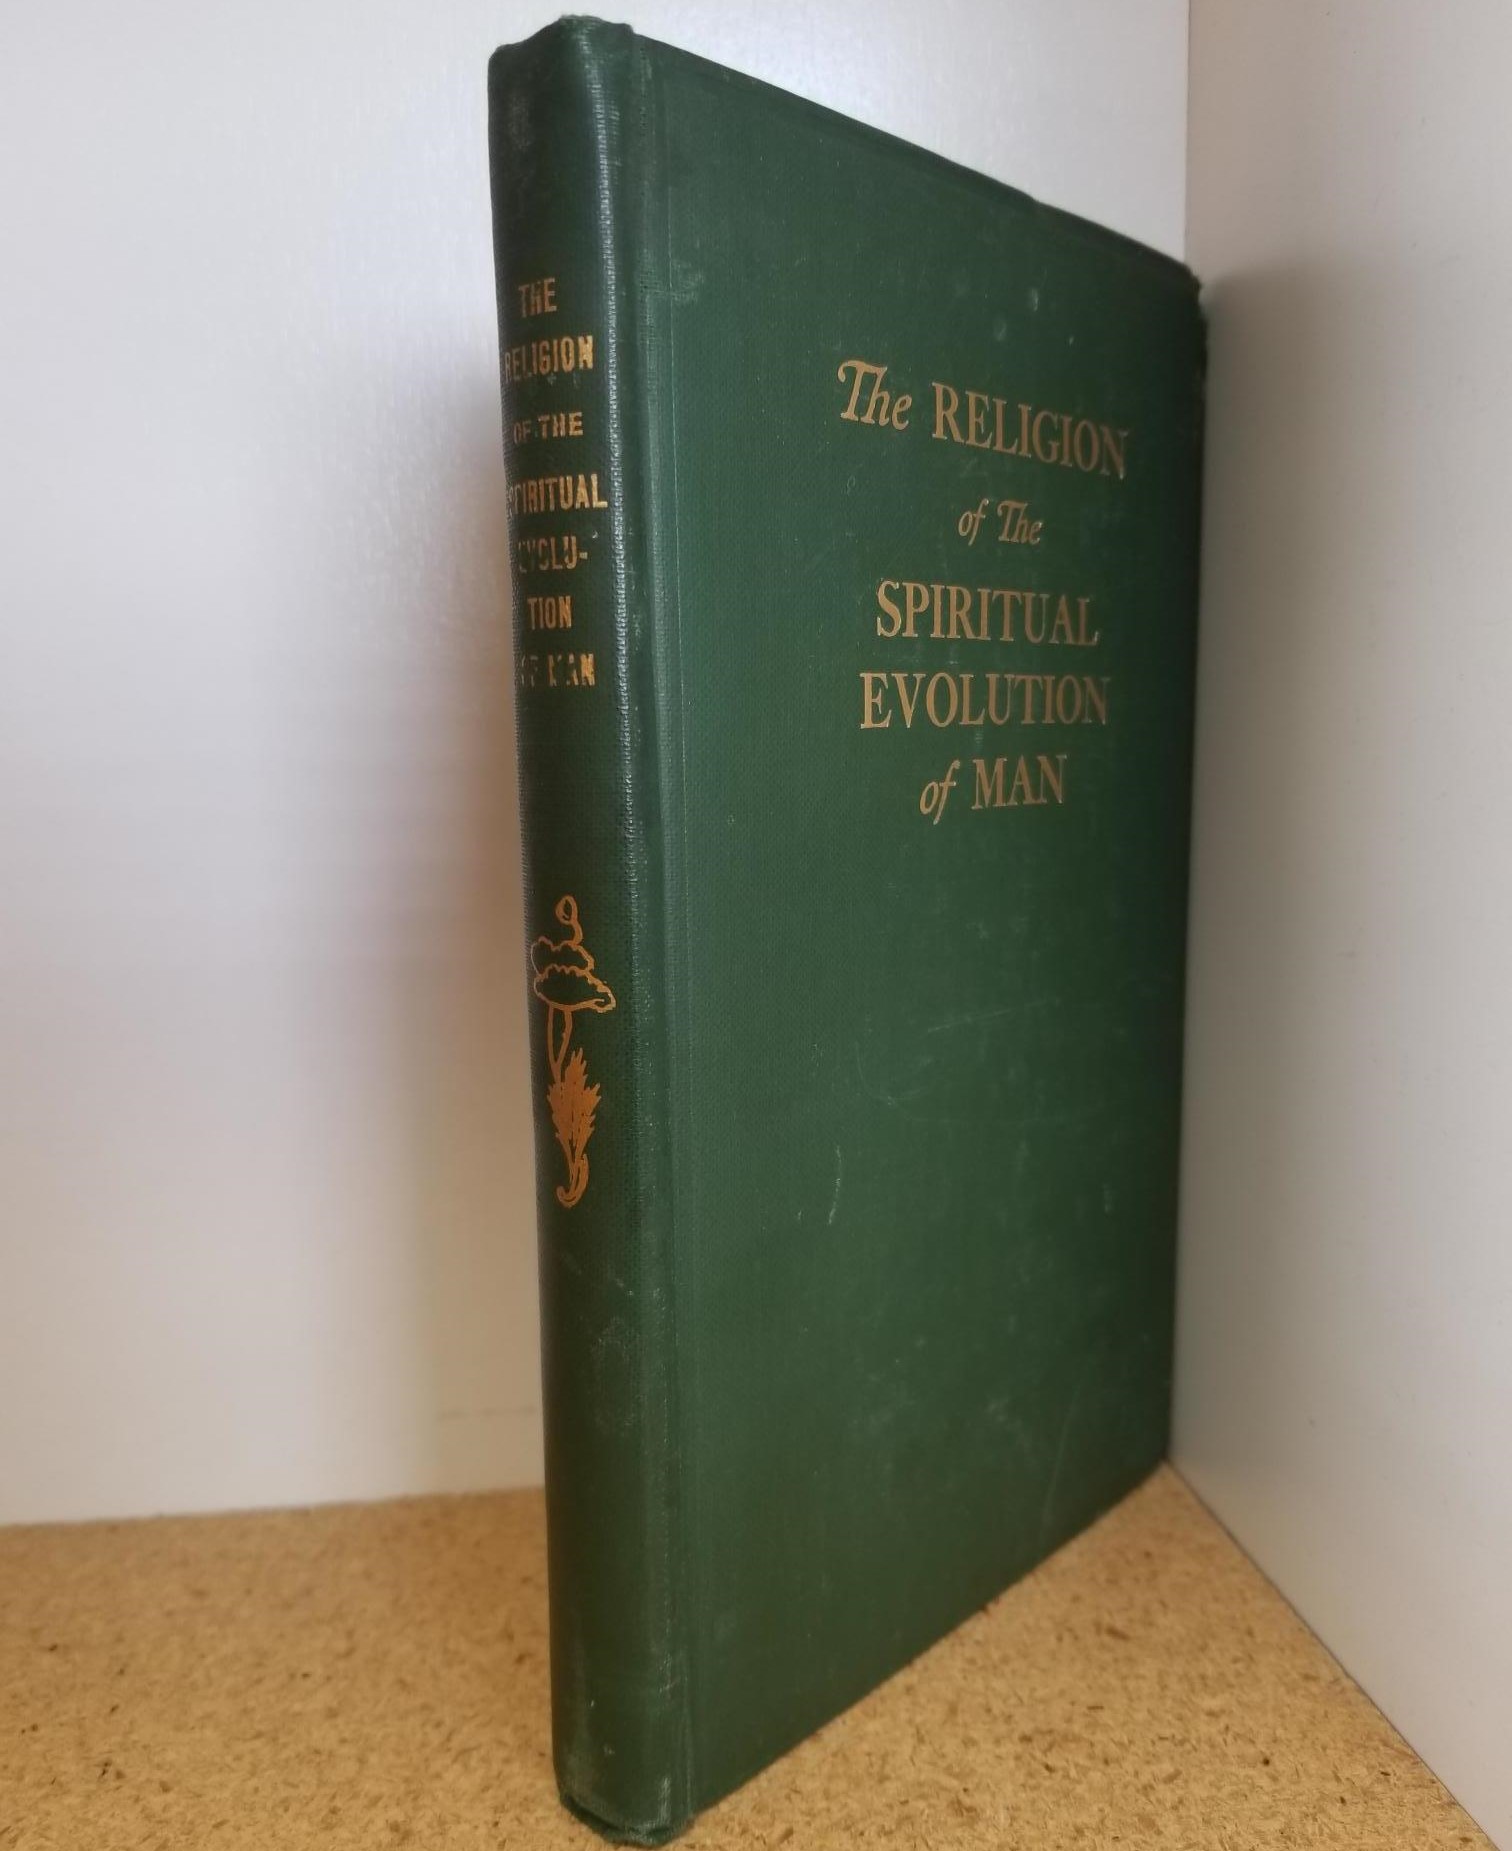 THE
RELIGION
OF THE
SPIRITUAL
EVOLU-
TION
OF MAN
The RELIGION
of The
SPIRITUAL
EVOLUTION
of MAN